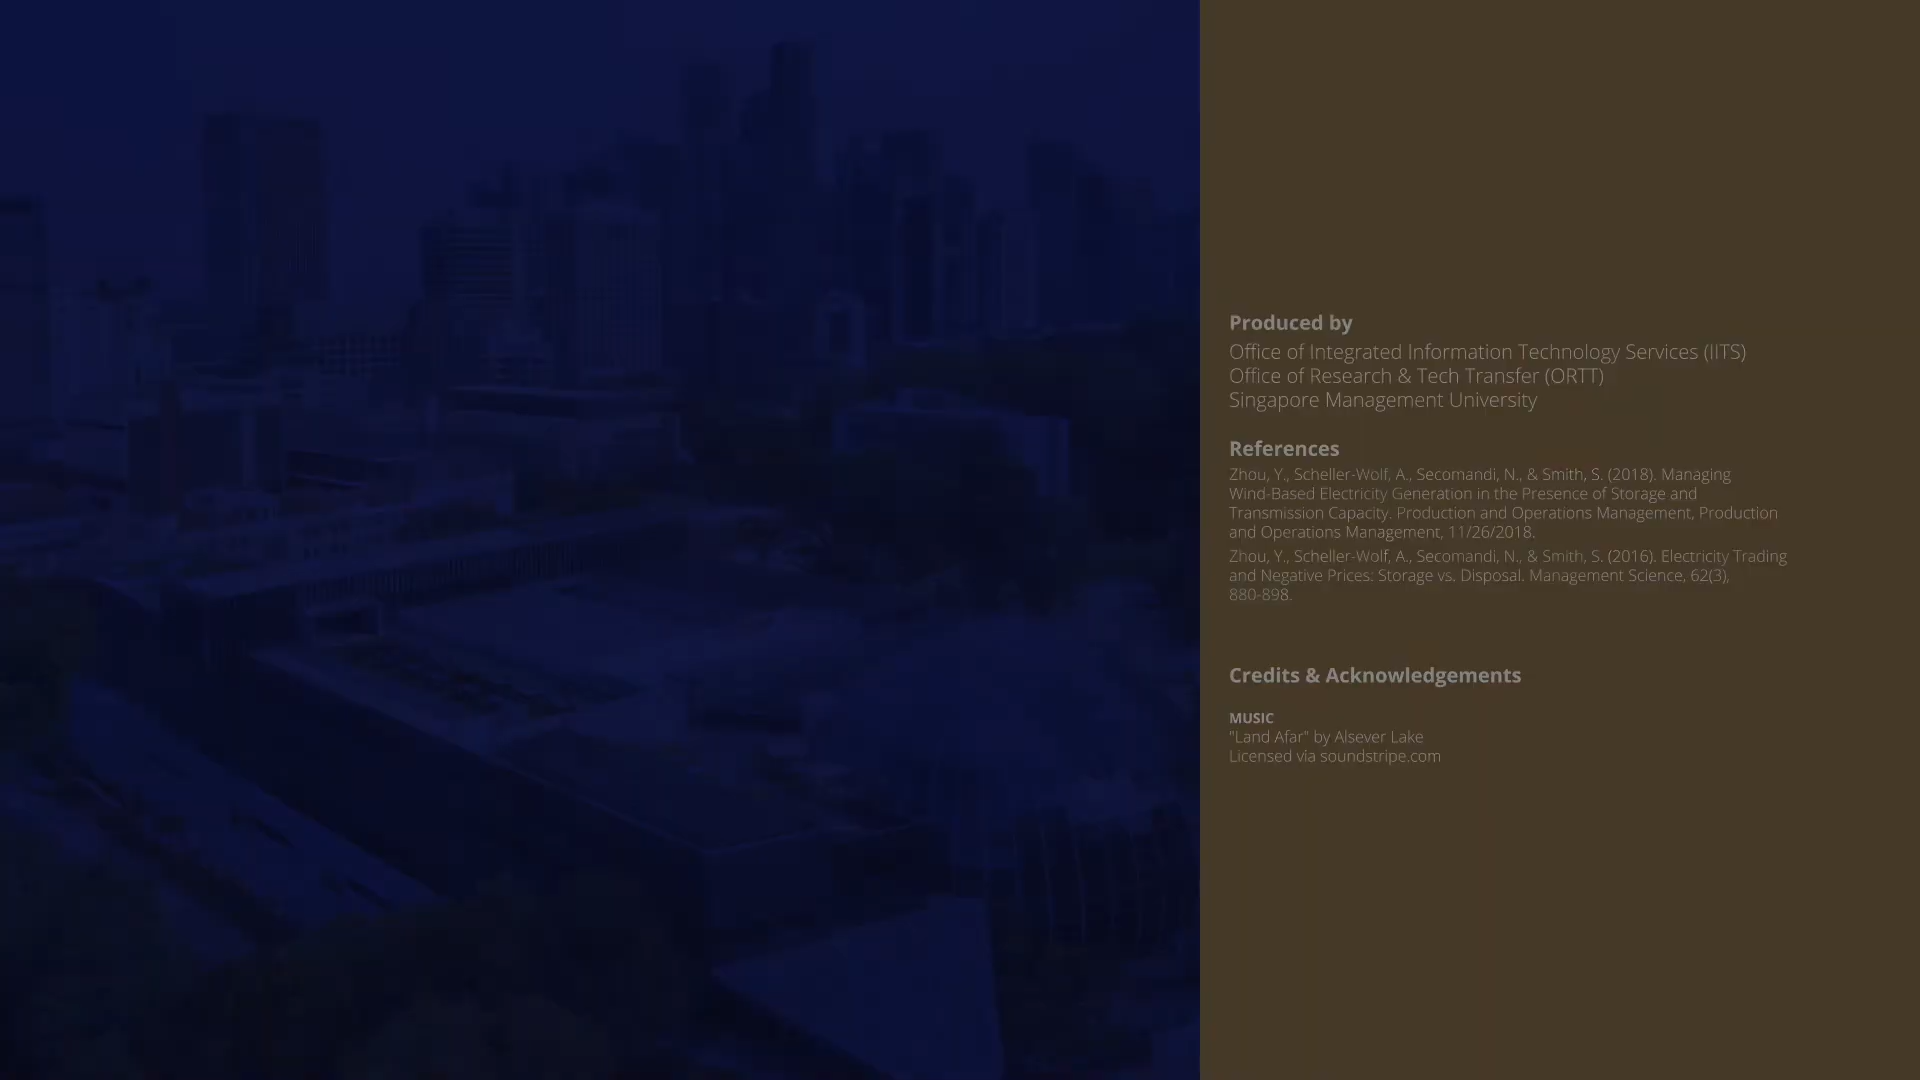 Produced by
Office of Integrated Information Technology Services (IITS)
Office of Research & Tech Transfer (ORTT)
Singapore Management University
References
Zhou, Y., Scheller-Wolf, A., Secomandi, N., & Smith, S. (2018). Managing
Wind-Based Electricity Generation in the Presence of Storage and
Transmission Capacity. Production and Operations Management, Production
and Operations Management, 11/26/2018.
Zhou, Y., Scheller-Wolf, A., Secomandi, N., & Smith, S. (2016). Electricity Trading
and Negative Prices: Storage vs. Disposal. Management Science, 62(3),
880-898.
Credits & Acknowledgements
MUSIC
"Land Afar" by Alsever Lake
Licensed via soundstripe.com